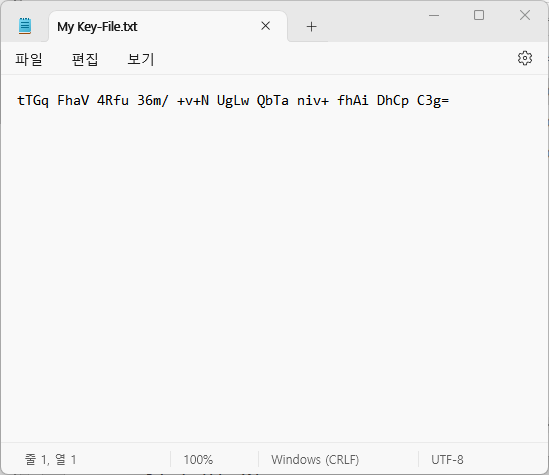 My Key-File.txt
파일 편집 보기
tTGq FhaV 4Rfu 36m/ +v+N UgLw QbTa niv+ fhAi DhCp C3g=
줄 1, 열 1 100% Windows (CRLF) UTF-8